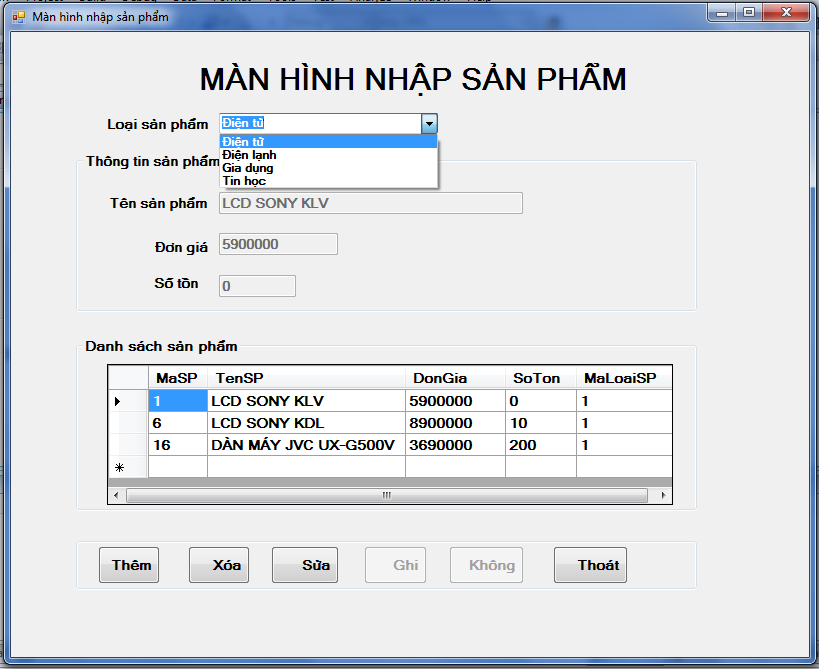 Màn hình nhập sản phẩm
MÀN HÌNH NHẬP SẢN PHẨM
Loại sản phẩm Điện tử
Điện tử
Điện lạnh
Gia dụng
Tin học
Thông tin sản phẩm
Tên sản phẩm LCD SONY KLV
Đơn giá 5900000
Số tồn 0
Danh sách sản phẩm
MaSP TenSP DonGia SoTon MaLoaiSP
1 LCD SONY KLV 5900000 0 1
6 LCD SONY KDL 8900000 10 1
16 DÀN MÁY JVC UX-G500V 3690000 200 1
Thêm Xóa Sửa Ghi Không Thoát